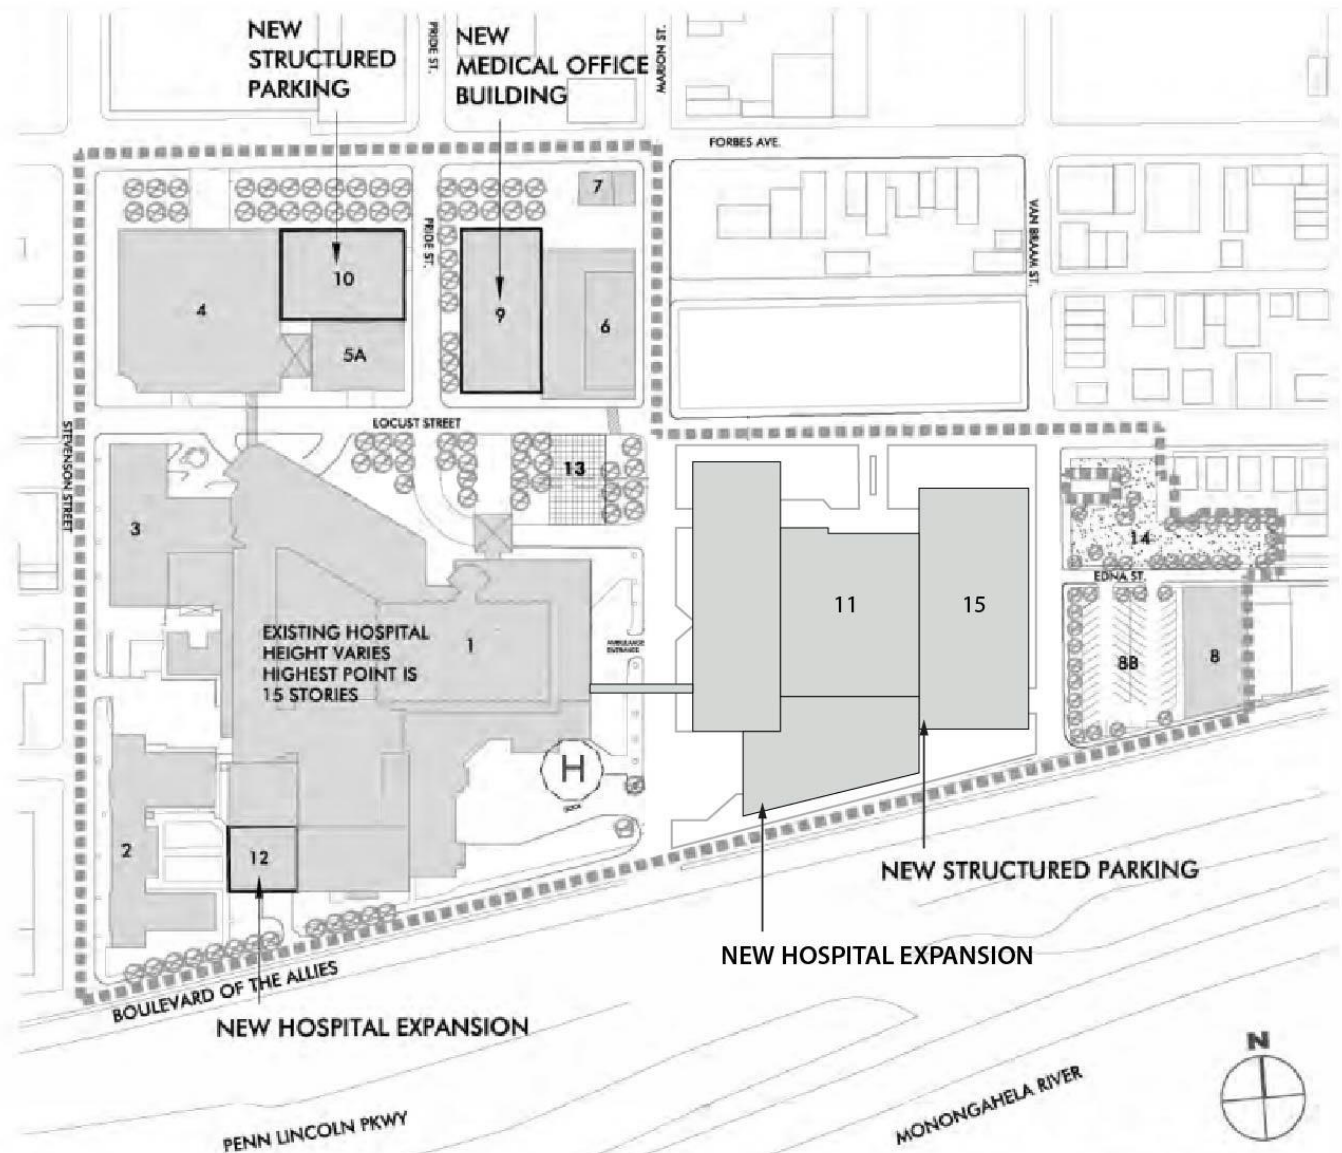 NEW
STRUCTURED
PARKING
PRIDE ST.
NEW
MEDICAL OFFICE
BUILDING
MARION ST.
FORBES AVE.
7
PRIDE ST.
VAN BRAAM ST.
10
4
9
6
5A
LOCUST STREET
STEVENSON STREET
13
3
14
EDNA ST.
11
15
EXISTING HOSPITAL
HEIGHT VARIES
HIGHEST POINT IS
15 STORIES
1
AMBULANCE
ENTRANCE
8B
8
H
2
12
NEW STRUCTURED PARKING
NEW HOSPITAL EXPANSION
BOULEVARD OF THE ALLIES
NEW HOSPITAL EXPANSION
N
PENN LINCOLN PKWY
MONONGAHELA RIVER